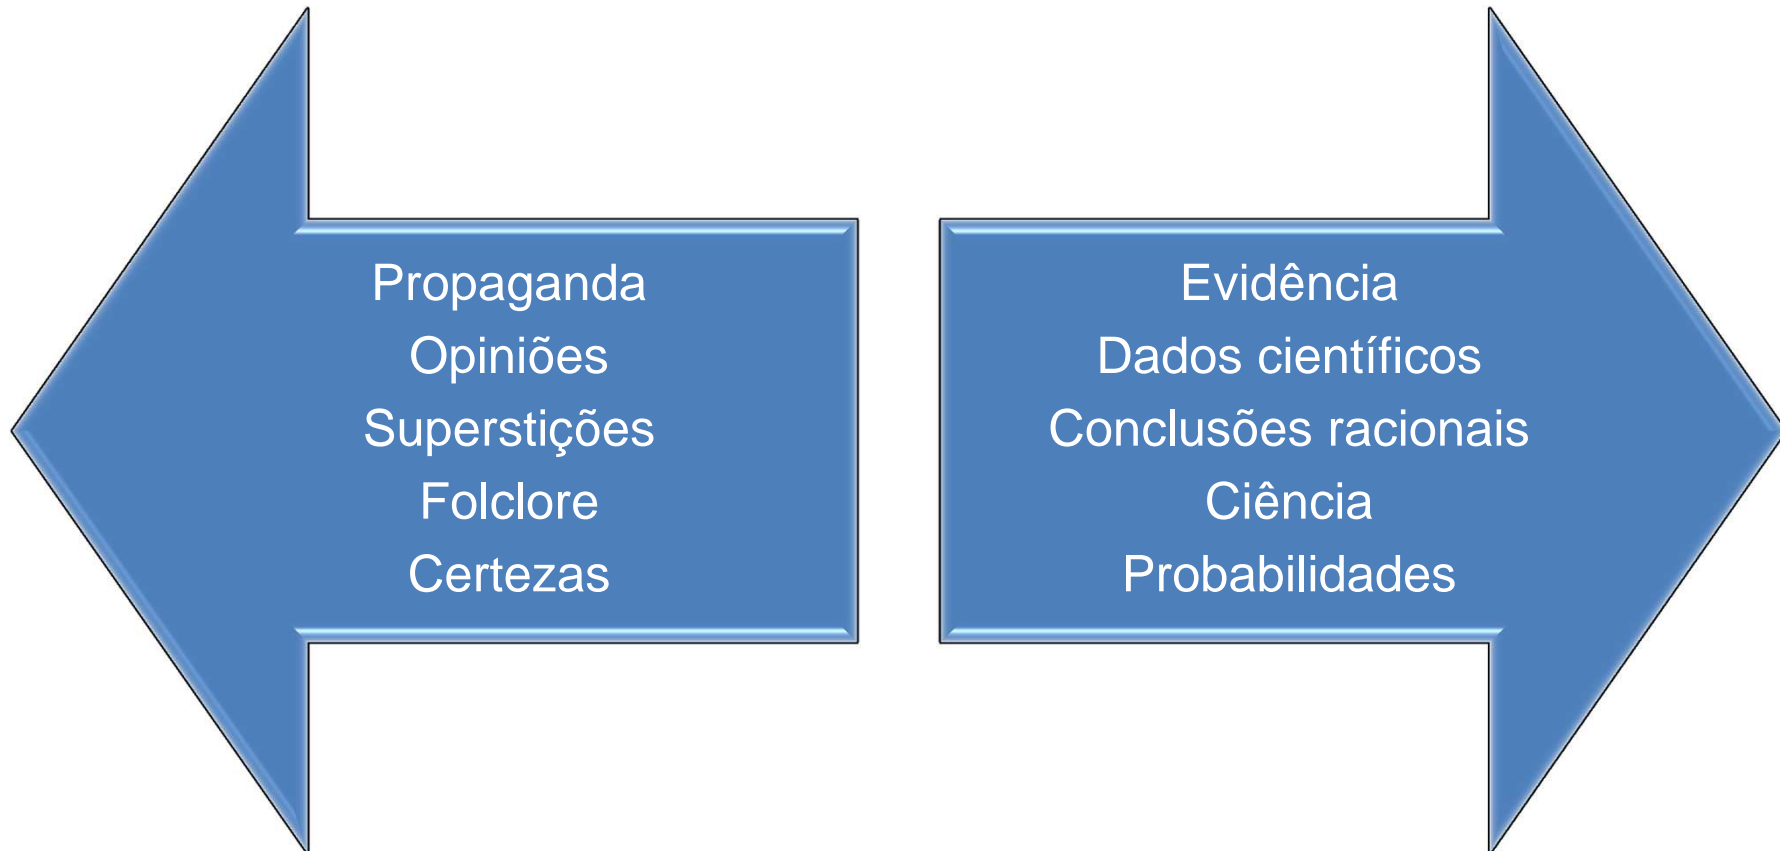 Propaganda
Opiniões
Superstições
Folclore
Certezas
Evidência
Dados científicos
Conclusões racionais
Ciência
Probabilidades